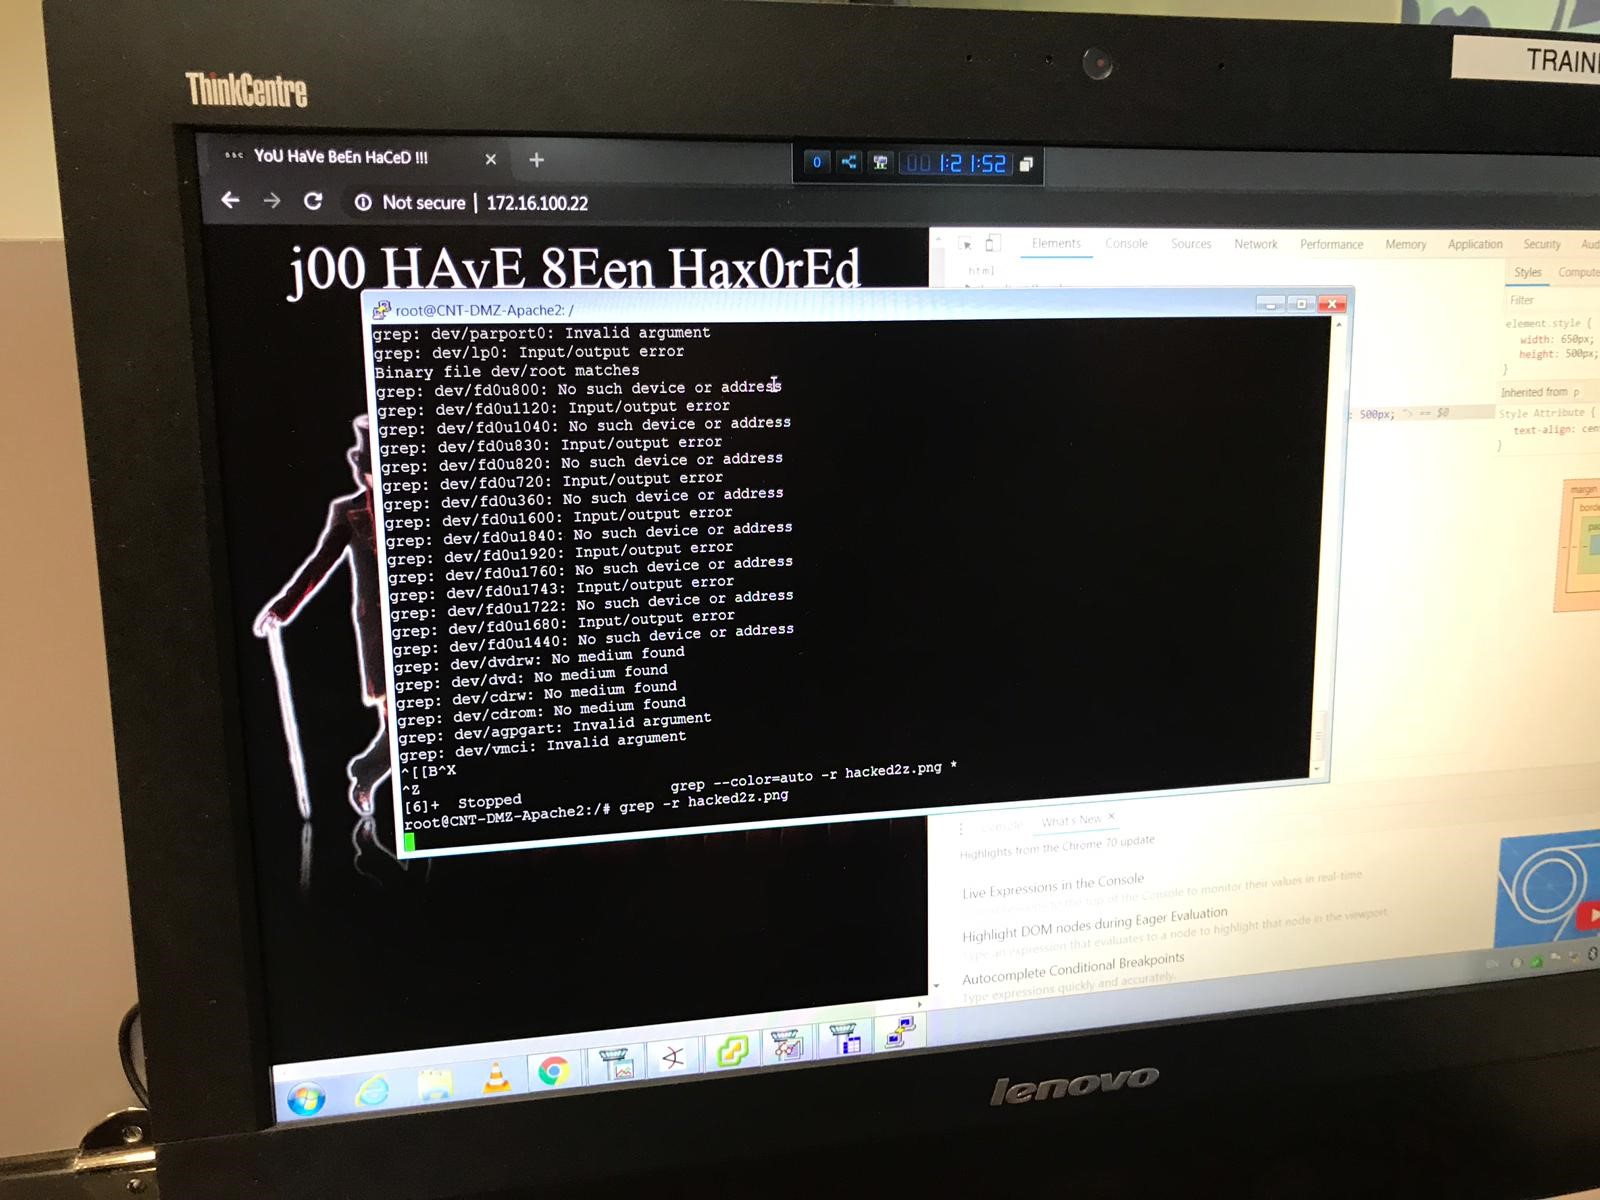 ThinkCentre
TRAINI
YoU HaVe BeEn HaCeD !!!
0
00 1:21:52
Not secure | 172.16.100.22
j00 HAvE 8Een Hax0rEd
Elements Console Sources Network Performance Memory Application Security Aud
html
Styles Compute
Filter
element.style {
width: 650px;
height: 500px;
}
Inherited from p
: 500px; "> == $0
Style Attribute {
text-align: cen
}
margin
borde
pad
root@CNT-DMZ-Apache2: /
grep: dev/parport0: Invalid argument
grep: dev/lp0: Input/output error
Binary file dev/root matches
grep: dev/fd0u800: No such device or address
grep: dev/fd0u1120: Input/output error
grep: dev/fd0u1040: No such device or address
grep: dev/fd0u830: Input/output error
grep: dev/fd0u820: No such device or address
grep: dev/fd0u720: Input/output error
grep: dev/fd0u360: No such device or address
grep: dev/fd0u1600: Input/output error
grep: dev/fd0u1840: No such device or address
grep: dev/fd0u1920: Input/output error
grep: dev/fd0u1760: No such device or address
grep: dev/fd0u1743: Input/output error
grep: dev/fd0u1722: No such device or address
grep: dev/fd0u1680: Input/output error
grep: dev/fd0u1440: No such device or address
grep: dev/dvdrw: No medium found
grep: dev/dvd: No medium found
grep: dev/cdrw: No medium found
grep: dev/cdrom: No medium found
grep: dev/agpgart: Invalid argument
grep: dev/vmci: Invalid argument
^[[B^X
^Z
[6]+ Stopped grep --color=auto -r hacked2z.png *
root@CNT-DMZ-Apache2:/# grep -r hacked2z.png
Console What's New ×
Highlights from the Chrome 70 update
Live Expressions in the Console
to the top of the Console to monitor their values in real-time.
Highlight DOM nodes during Eager Evaluation
Type an expression that evaluates to a node to highlight that node in the viewport.
Autocomplete Conditional Breakpoints
Type expressions quickly and accurately.
EN
lenovo